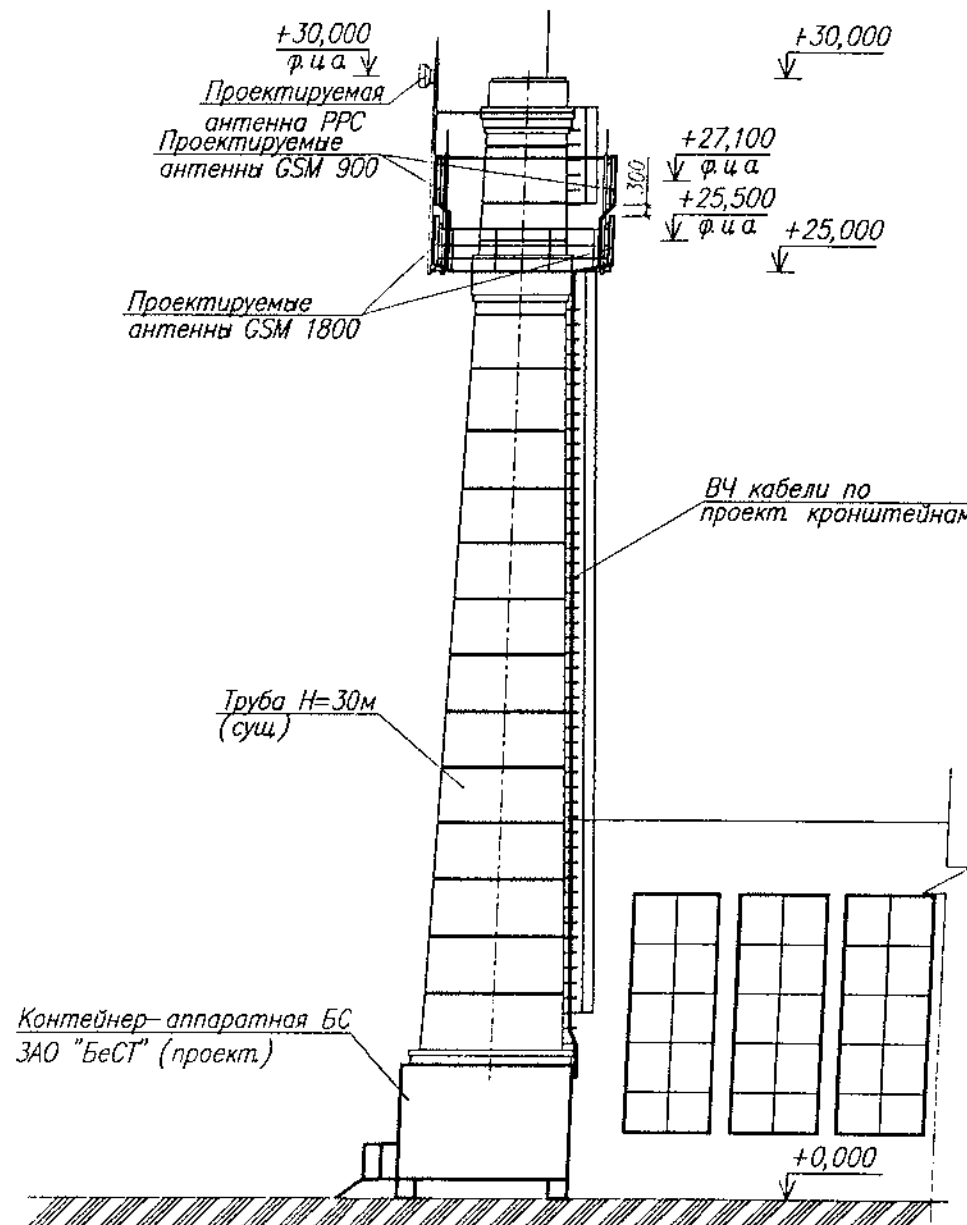 +30,000
ф.ц.а.
+30,000
Проектируемая
антенна РРС
Проектируемые
антенны GSM 900
+27,100
ф.ц.а.
300
+25,500
ф.ц.а.
+25,000
Проектируемые
антенны GSM 1800
ВЧ кабели по
проект. кронштейнам
Труба Н=30м
(сущ.)
Контейнер-аппаратная БС
ЗАО "БеСТ" (проект.)
+0,000